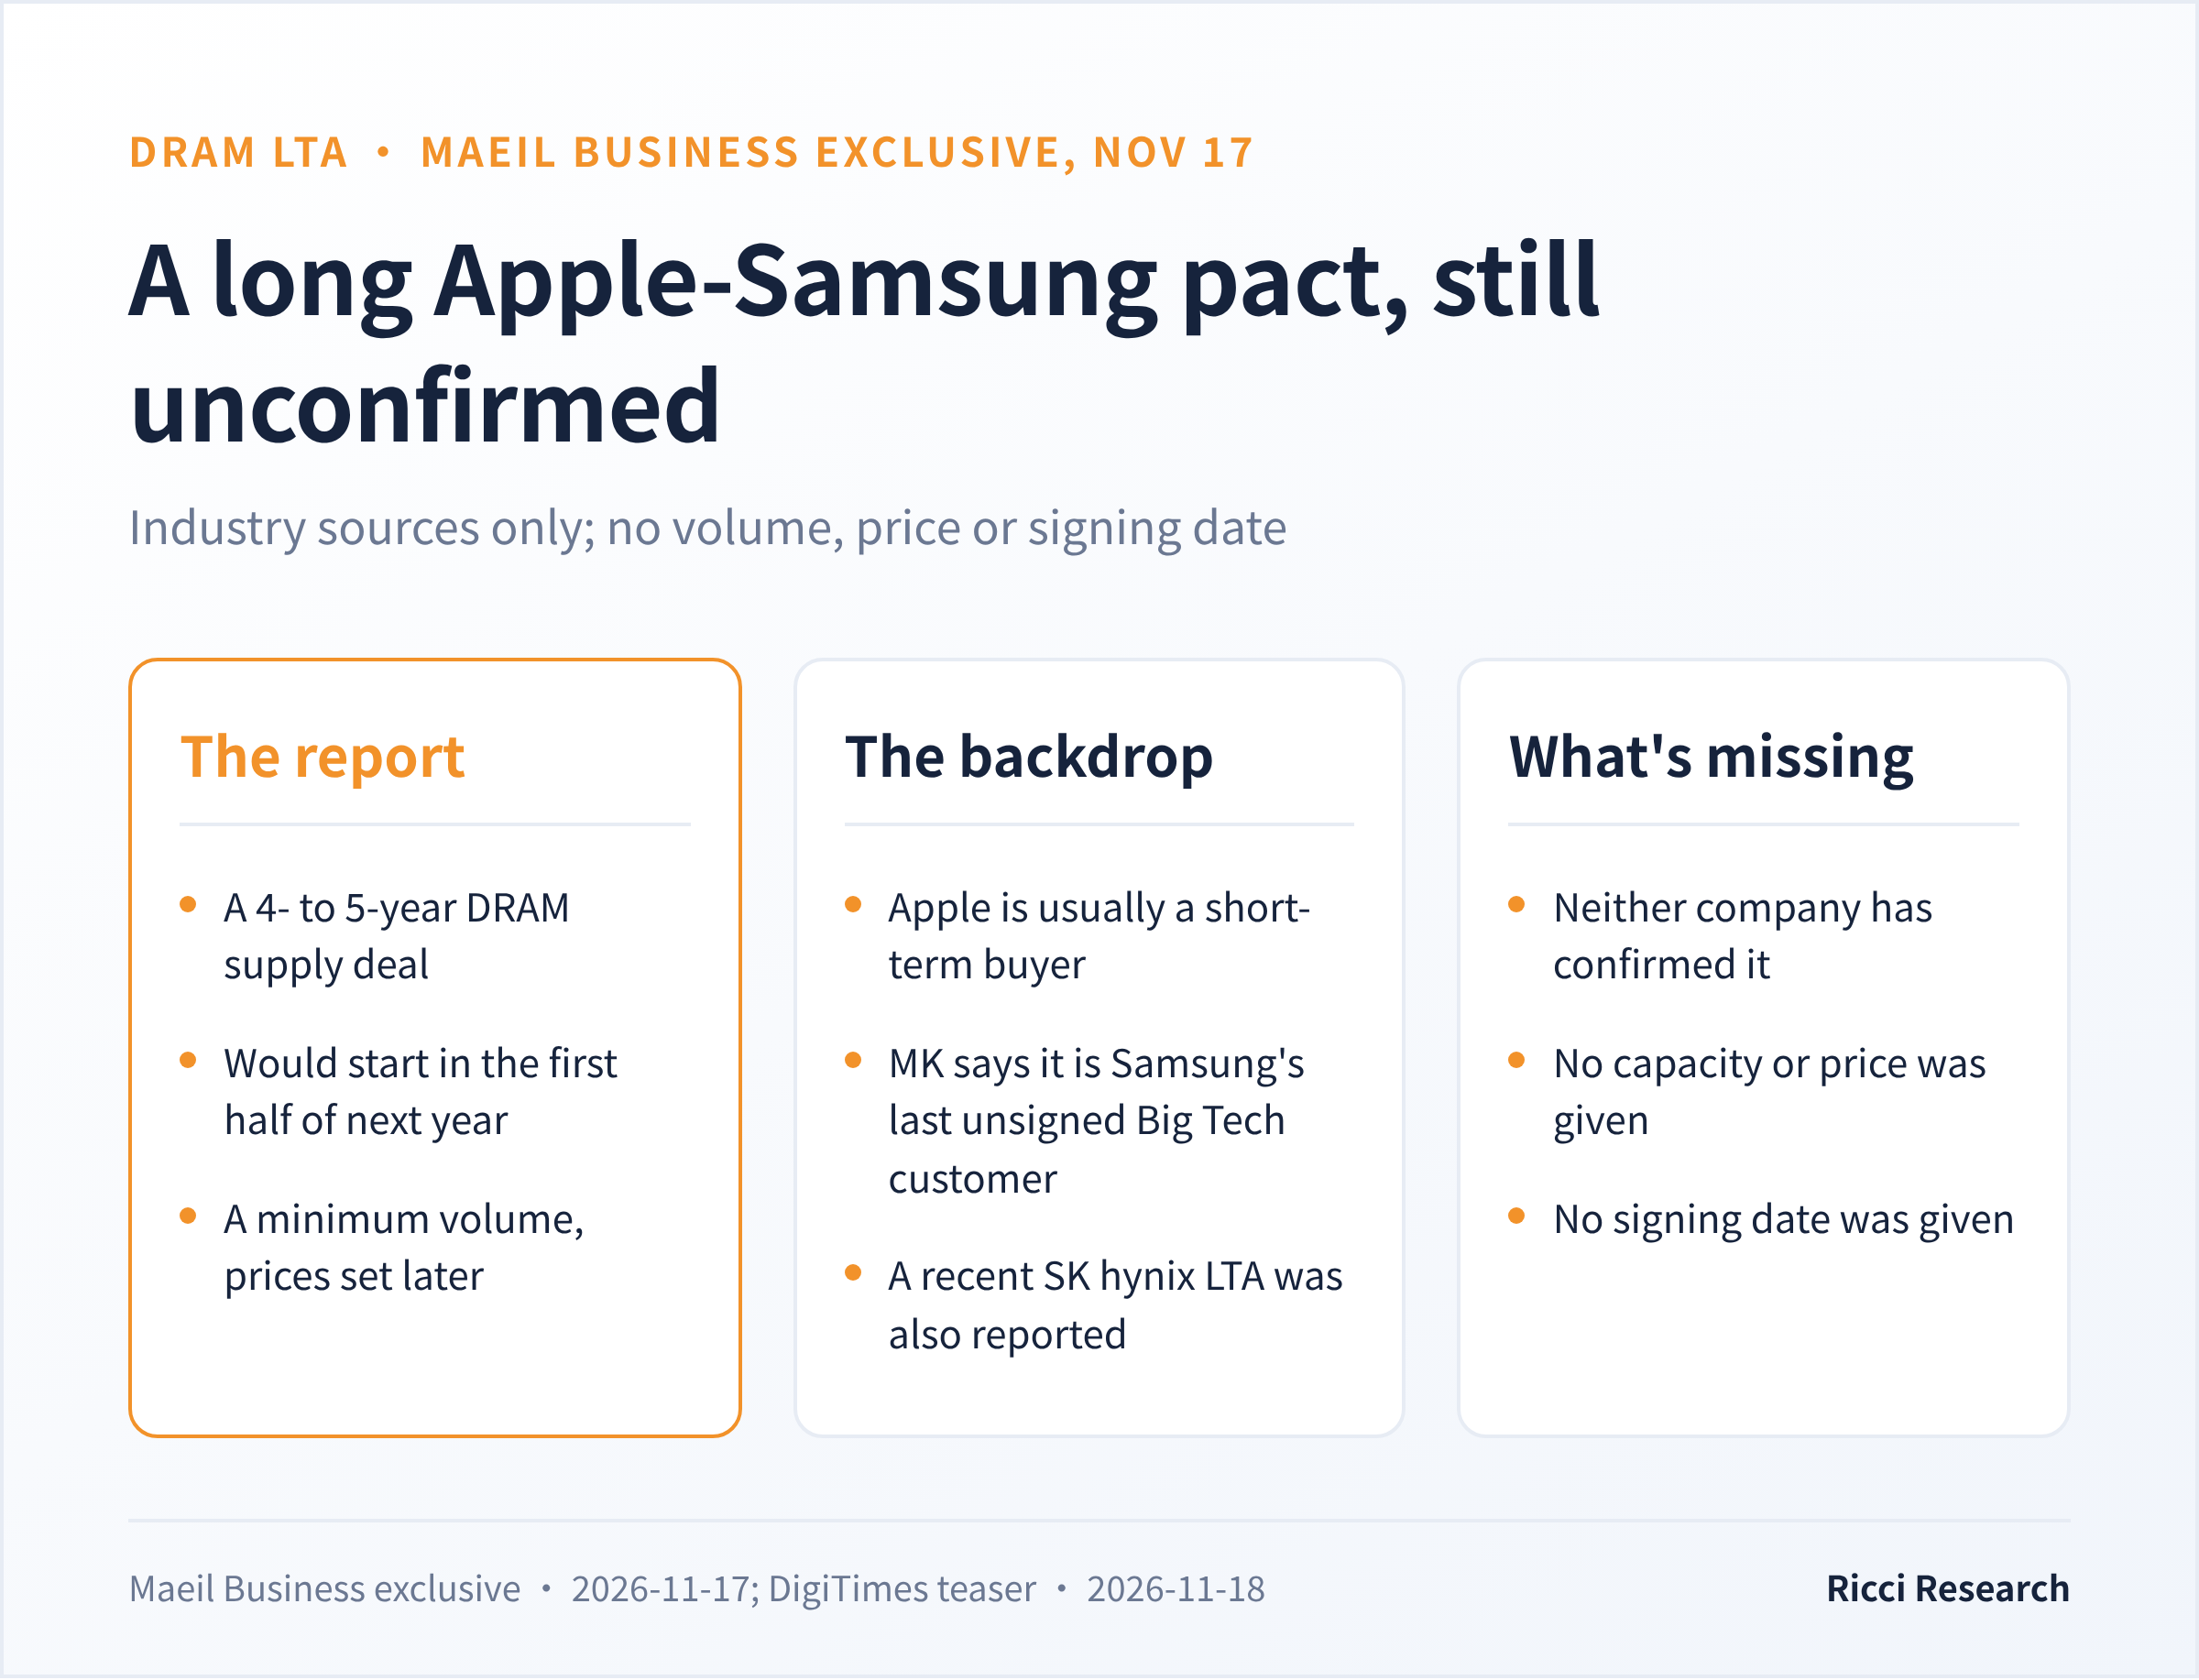 DRAM LTA • MAEIL BUSINESS EXCLUSIVE, NOV 17
A long Apple-Samsung pact, still
unconfirmed
Industry sources only; no volume, price or signing date
The report
• A 4- to 5-year DRAM
supply deal
• Would start in the first
half of next year
• A minimum volume,
prices set later
The backdrop
• Apple is usually a short-
term buyer
• MK says it is Samsung's
last unsigned Big Tech
customer
• A recent SK hynix LTA was
also reported
What's missing
• Neither company has
confirmed it
• No capacity or price was
given
• No signing date was given
Maeil Business exclusive • 2026-11-17; DigiTimes teaser • 2026-11-18
Ricci Research